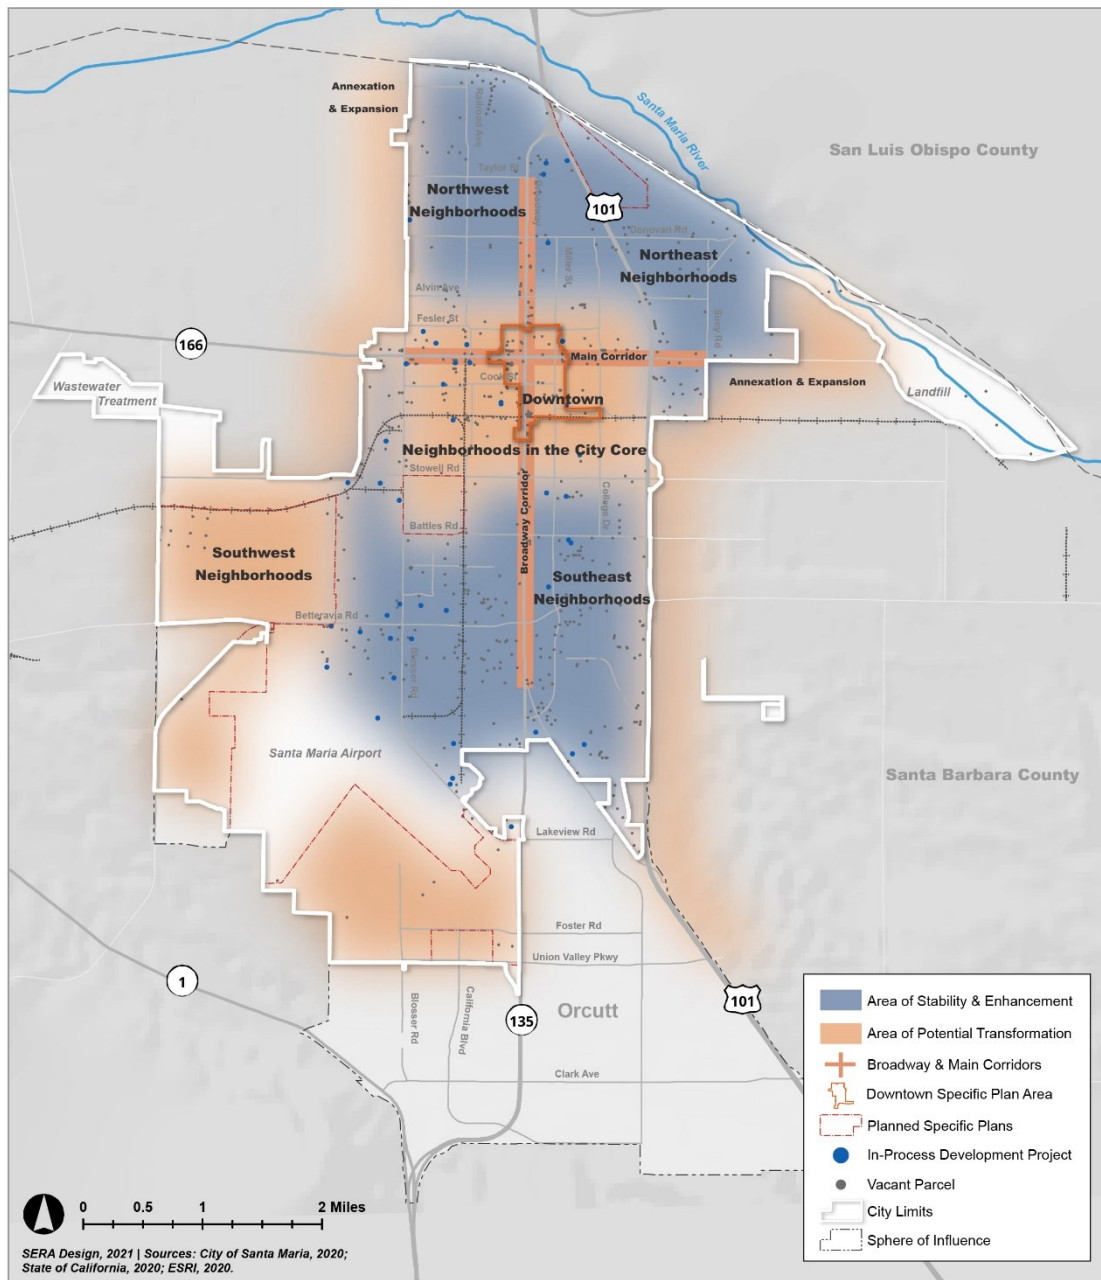 Annexation
& Expansion
Railroad Ave
Santa Maria River
San Luis Obispo County
Taylor St
Northwest
Neighborhoods
Broadway
101
Donovan Rd
Northeast
Neighborhoods
Miller St
Alvin Ave
Fesler St
Suey Rd
166
Main Corridor
Wastewater
Treatment
Cook St
Annexation & Expansion
Landfill
Downtown
Neighborhoods in the City Core
Stowell Rd
College Dr
Broadway Corridor
Battles Rd
Southwest
Neighborhoods
Southeast
Neighborhoods
Betteravia Rd
Blosser Rd
Santa Maria Airport
Santa Barbara County
Lakeview Rd
Foster Rd
Union Valley Pkwy
1
Blosser Rd
California Blvd
135
Orcutt
101
Clark Ave
Area of Stability & Enhancement
Area of Potential Transformation
Broadway & Main Corridors
Downtown Specific Plan Area
Planned Specific Plans
In-Process Development Project
Vacant Parcel
City Limits
Sphere of Influence
0 0.5 1 2 Miles
SERA Design, 2021 | Sources: City of Santa Maria, 2020;
State of California, 2020; ESRI, 2020.